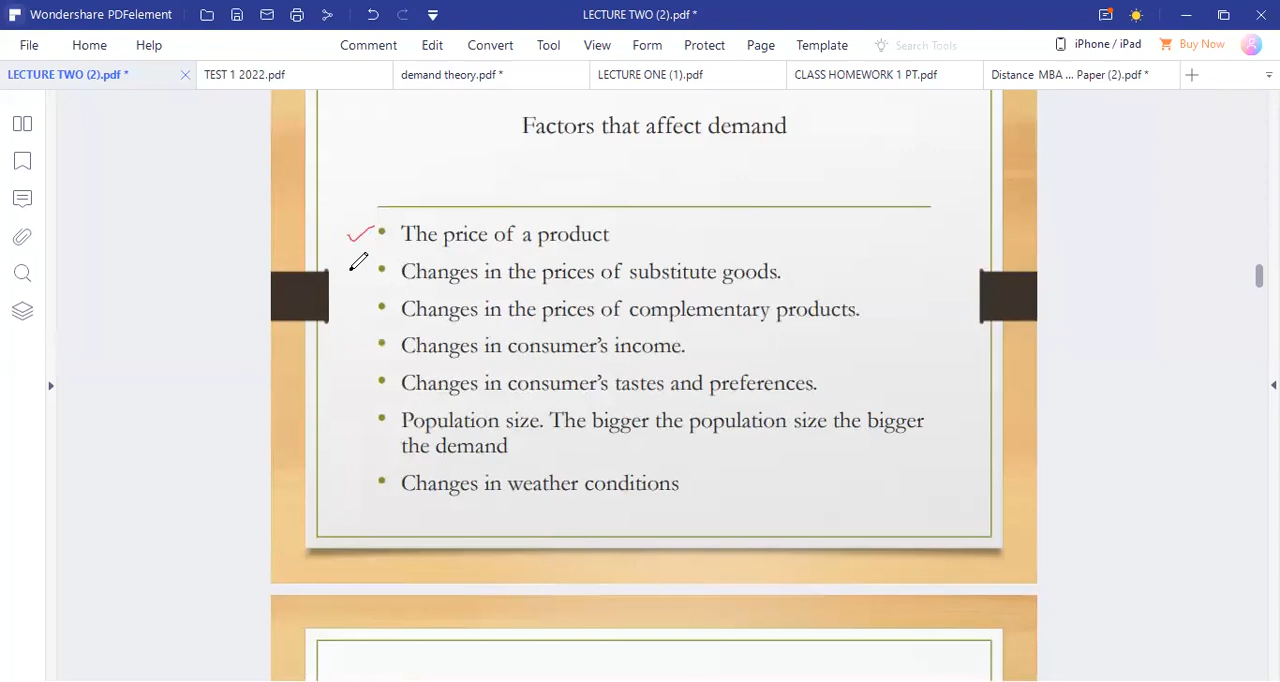 Wondershare PDFelement
LECTURE TWO (2).pdf *
File Home Help Comment Edit Convert Tool View Form Protect Page Template Search Tools iPhone / iPad Buy Now
LECTURE TWO (2).pdf * TEST 1 2022.pdf demand theory.pdf * LECTURE ONE (1).pdf CLASS HOMEWORK 1 PT.pdf Distance MBA ... Paper (2).pdf *
Factors that affect demand
• The price of a product
• Changes in the prices of substitute goods.
• Changes in the prices of complementary products.
• Changes in consumer’s income.
• Changes in consumer’s tastes and preferences.
• Population size. The bigger the population size the bigger
the demand
• Changes in weather conditions